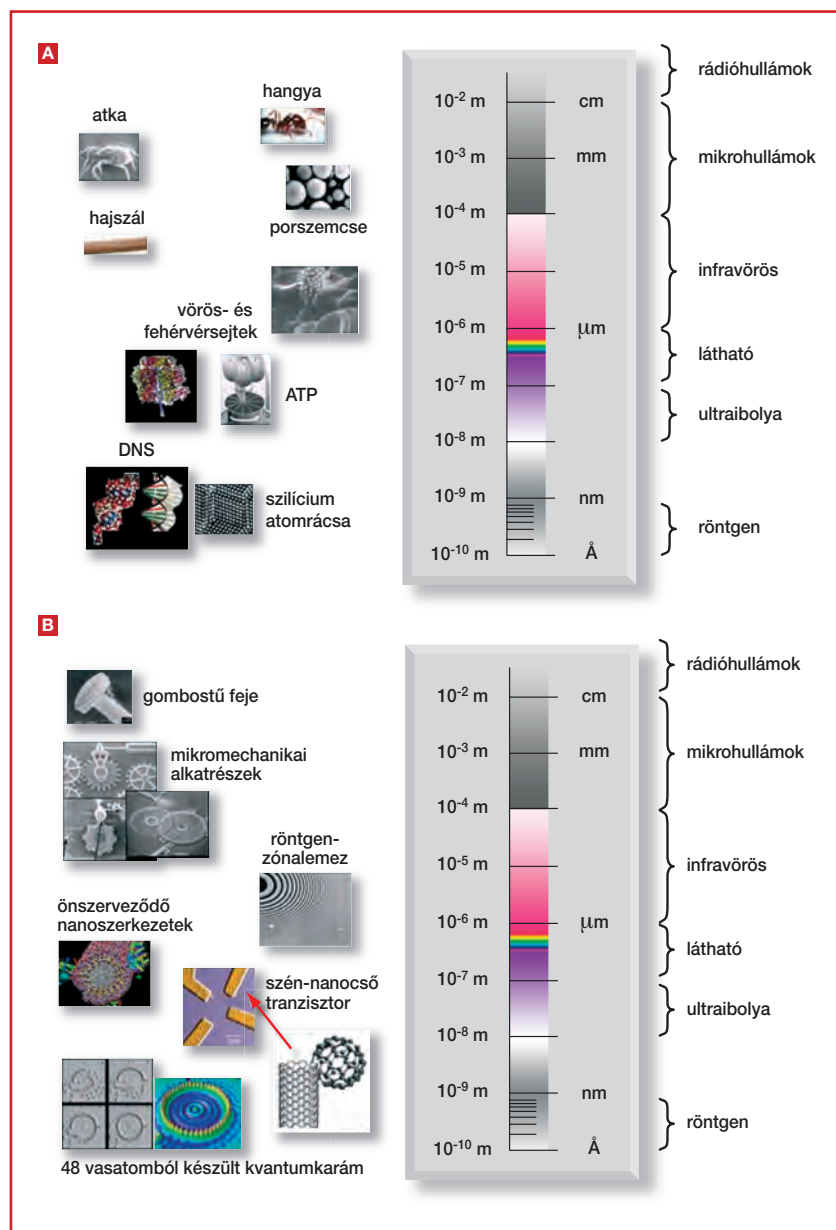 A
atka
hangya
hajszál
porszemcse
vörös- és
fehérvérsejtek
ATP
DNS
szilícium
atomrácsa
10⁻² m
cm
10⁻³ m
mm
10⁻⁴ m
10⁻⁵ m
10⁻⁶ m
μm
10⁻⁷ m
10⁻⁸ m
10⁻⁹ m
nm
10⁻¹⁰ m
Å
rádióhullámok
mikrohullámok
infravörös
látható
ultraibolya
röntgen
B
gombostű feje
mikromechanikai
alkatrészek
röntgen-
zónalemez
önszerveződő
nanoszerkezetek
szén-nanocső
tranzisztor
48 vasatomból készült kvantumkarám
10⁻² m
cm
10⁻³ m
mm
10⁻⁴ m
10⁻⁵ m
10⁻⁶ m
μm
10⁻⁷ m
10⁻⁸ m
10⁻⁹ m
nm
10⁻¹⁰ m
Å
rádióhullámok
mikrohullámok
infravörös
látható
ultraibolya
röntgen